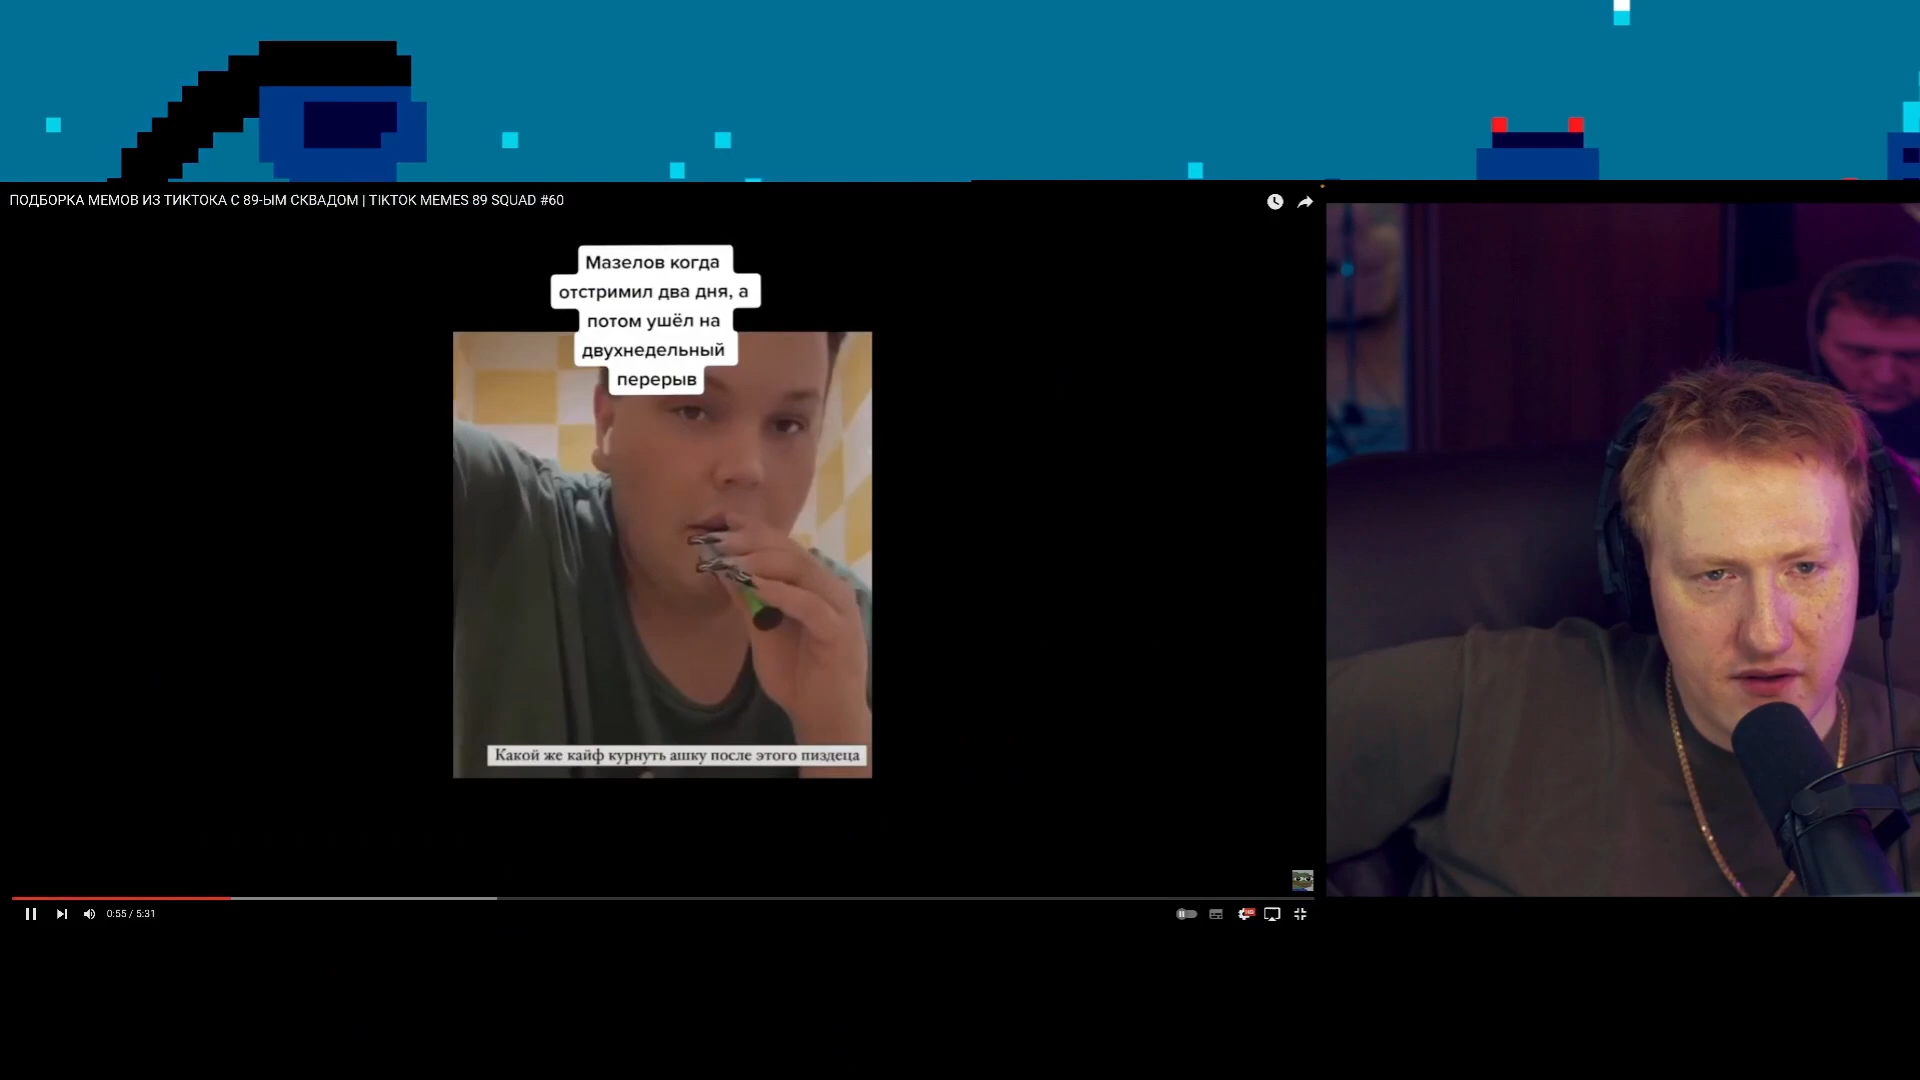 ПОДБОРКА МЕМОВ ИЗ ТИКТОКА С 89-ЫМ СКВАДОМ | TIKTOK MEMES 89 SQUAD #60
Мазелов когда
отстримил два дня, а
потом ушёл на
двухнедельный
перерыв
Какой же кайф курнуть ашку после этого пиздеца
0:55 / 5:31
HD